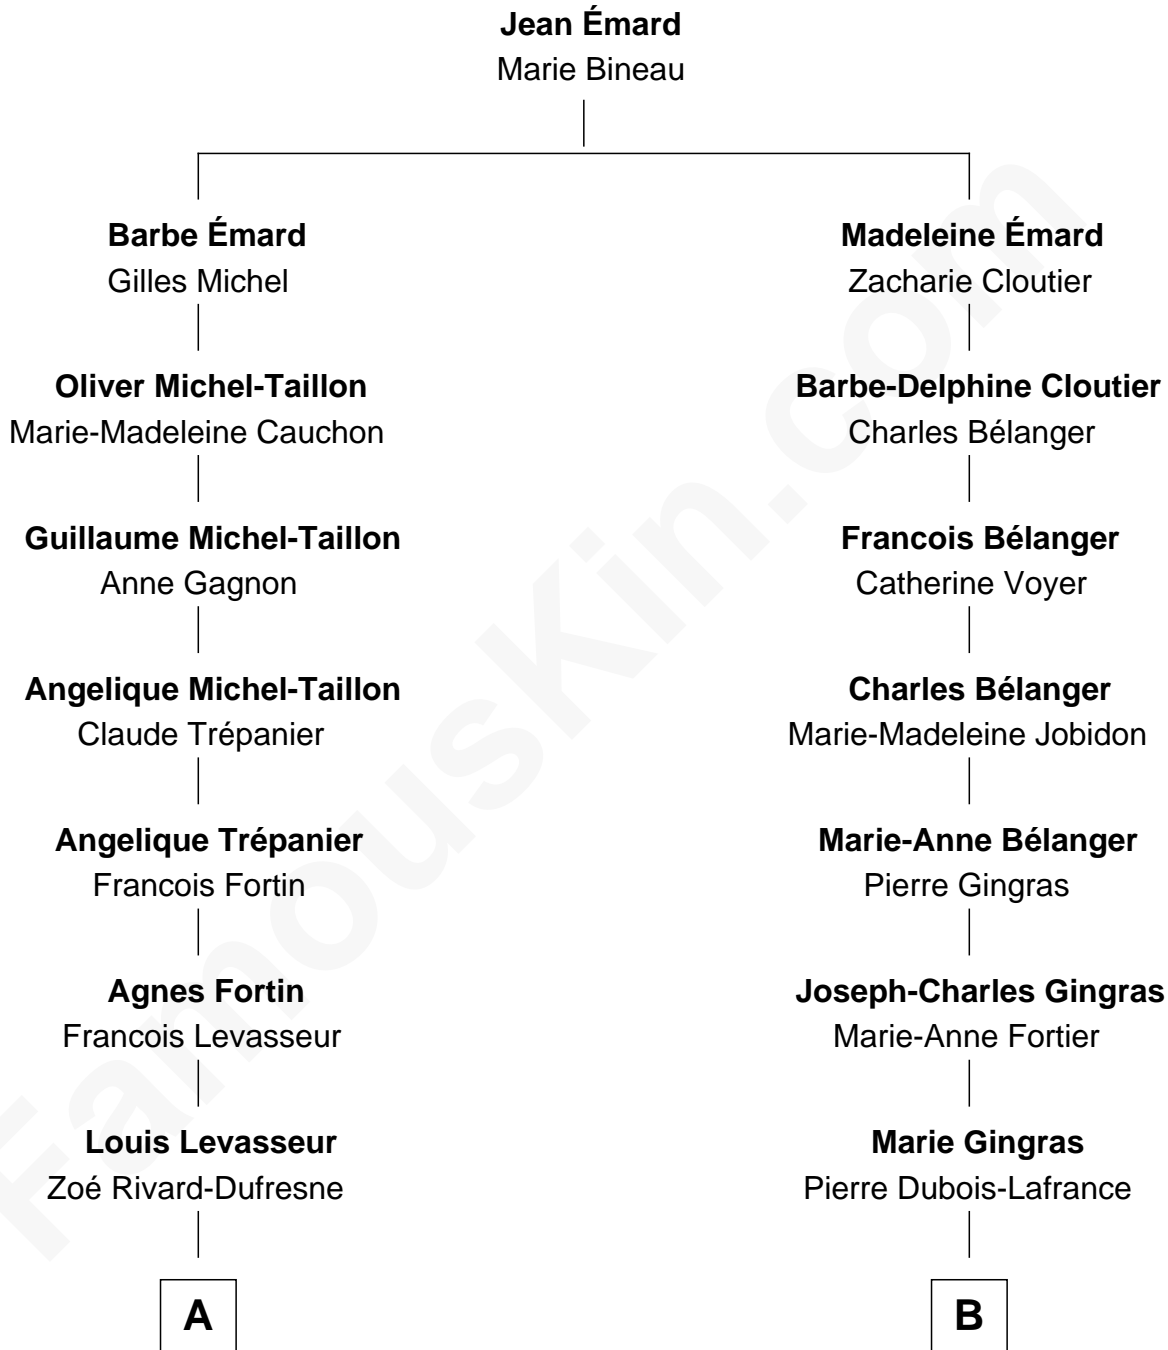 Jean Émard
Marie Bineau
Barbe Émard
Gilles Michel
Madeleine Émard
Zacharie Cloutier
Oliver Michel-Taillon
Marie-Madeleine Cauchon
Barbe-Delphine Cloutier
Charles Bélanger
Guillaume Michel-Taillon
Anne Gagnon
Francois Bélanger
Catherine Voyer
Angelique Michel-Taillon
Claude Trépanier
Charles Bélanger
Marie-Madeleine Jobidon
Angelique Trépanier
Francois Fortin
Marie-Anne Bélanger
Pierre Gingras
Agnes Fortin
Francois Levasseur
Joseph-Charles Gingras
Marie-Anne Fortier
Louis Levasseur
Zoé Rivard-Dufresne
Marie Gingras
Pierre Dubois-Lafrance
A
B
FamousKin.com